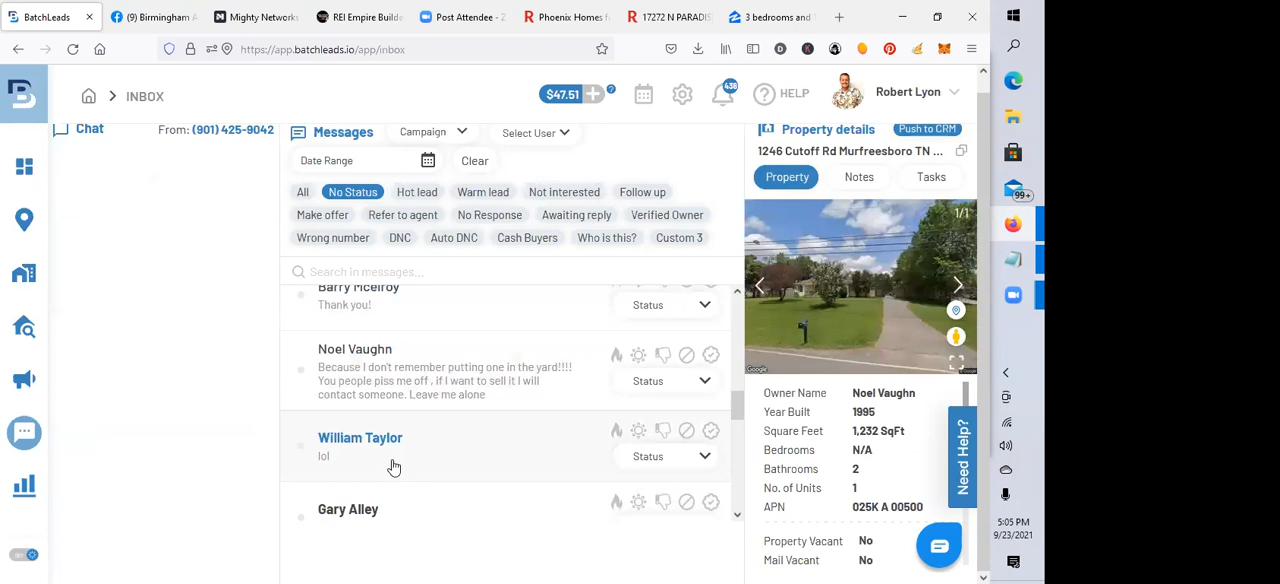 BatchLeads
(9) Birmingham A
Mighty Networks
REI Empire Builde
Post Attendee - Z
Phoenix Homes f
17272 N PARADIS
3 bedrooms and
https://app.batchleads.io/app/inbox
INBOX
$47.51
438
HELP
Robert Lyon
Chat
From: (901) 425-9042
Messages
Campaign
Select User
Date Range
Clear
All
No Status
Hot lead
Warm lead
Not interested
Follow up
Make offer
Refer to agent
No Response
Awaiting reply
Verified Owner
Wrong number
DNC
Auto DNC
Cash Buyers
Who is this?
Custom 3
Search in messages...
Barry Mcelroy
Thank you!
Status
Noel Vaughn
Because I don't remember putting one in the yard!!!!
You people piss me off , if I want to sell it I will
contact someone. Leave me alone
Status
William Taylor
lol
Status
Gary Alley
Property details
Push to CRM
1246 Cutoff Rd Murfreesboro TN ...
Property
Notes
Tasks
1/1
Google
Owner Name Noel Vaughn
Year Built 1995
Square Feet 1,232 SqFt
Bedrooms N/A
Bathrooms 2
No. of Units 1
APN 025K A 00500
Property Vacant No
Mail Vacant No
Need Help?
99+
5:05 PM
9/23/2021